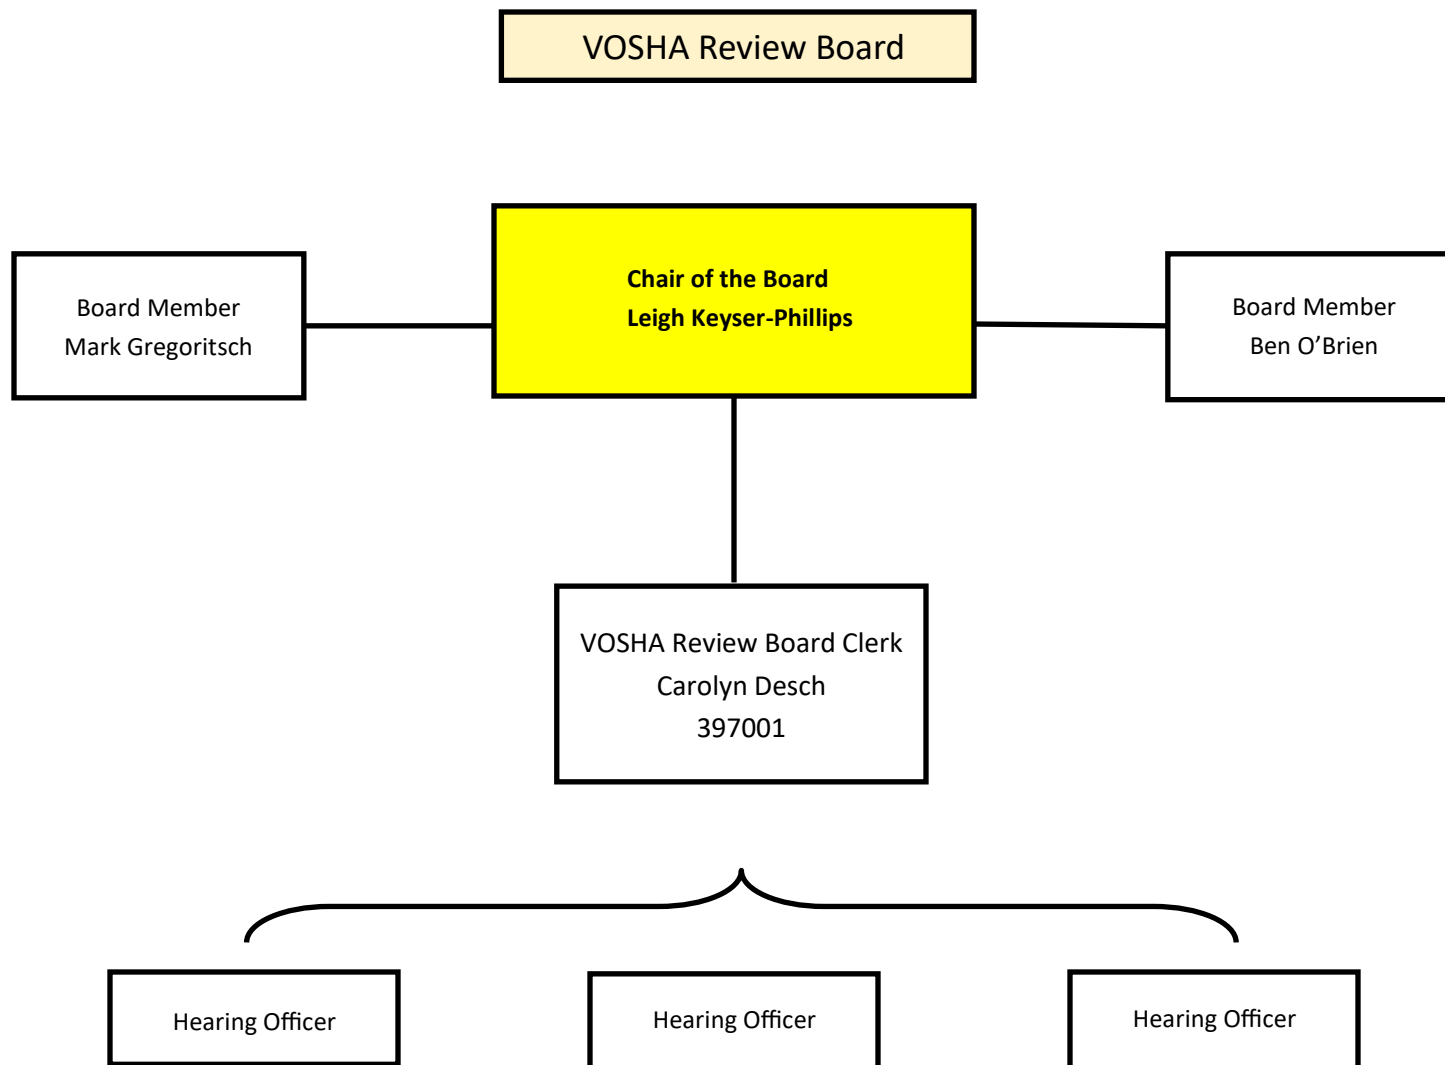 VOSHA Review Board
Chair of the Board
Leigh Keyser-Phillips
Board Member
Mark Gregoritsch
Board Member
Ben O’Brien
VOSHA Review Board Clerk
Carolyn Desch
397001
Hearing Officer
Hearing Officer
Hearing Officer